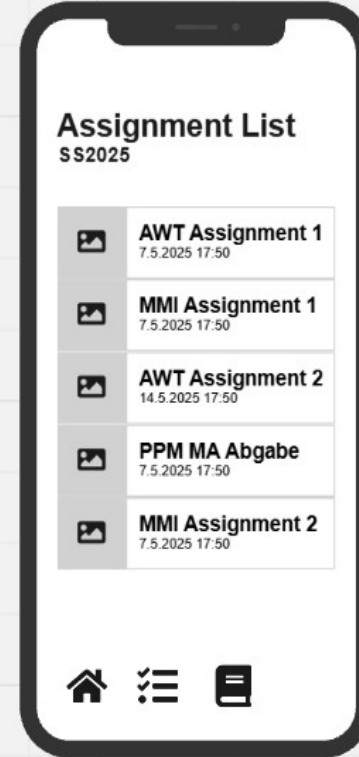 Assignment List
SS2025
AWT Assignment 1
7.5.2025 17:50
MMI Assignment 1
7.5.2025 17:50
AWT Assignment 2
14.5.2025 17:50
PPM MA Abgabe
7.5.2025 17:50
MMI Assignment 2
7.5.2025 17:50